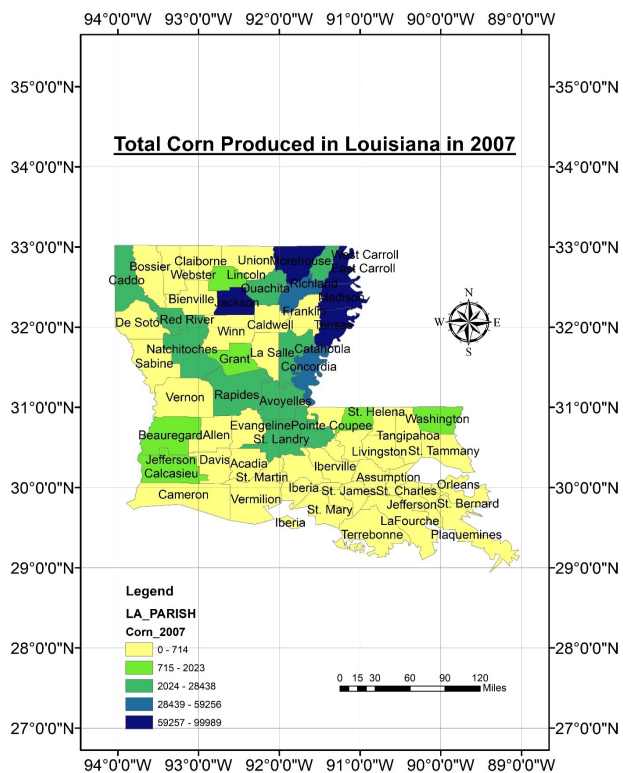 94°0'0"W 93°0'0"W 92°0'0"W 91°0'0"W 90°0'0"W 89°0'0"W
35°0'0"N 35°0'0"N
Total Corn Produced in Louisiana in 2007
34°0'0"N 34°0'0"N
33°0'0"N 33°0'0"N
Claiborne Union Morehouse West Carroll
Bossier Webster Lincoln East Carroll
Caddo Ouachita Richland
Bienville Jackson Madison
De Soto Red River Franklin
Winn Caldwell Tensas
N
W E
S
32°0'0"N 32°0'0"N
Natchitoches Grant La Salle Catahoula
Sabine Concordia
Vernon Rapides Avoyelles
31°0'0"N 31°0'0"N
St. Helena Washington
Evangeline Pointe Coupee
Beauregard Allen St. Landry Tangipahoa
Livingston St. Tammany
Jefferson Davis Acadia Iberville
Calcasieu St. Martin Assumption
30°0'0"N 30°0'0"N
Cameron Vermilion Iberia St. James St. Charles Orleans
St. Mary Jefferson St. Bernard
Iberia LaFourche
Terrebonne Plaquemines
29°0'0"N 29°0'0"N
Legend
LA_PARISH
Corn_2007
0 - 714
715 - 2023
2024 - 28438
28439 - 59256
59257 - 99989
28°0'0"N 28°0'0"N
0 15 30 60 90 120
Miles
27°0'0"N 27°0'0"N
94°0'0"W 93°0'0"W 92°0'0"W 91°0'0"W 90°0'0"W 89°0'0"W